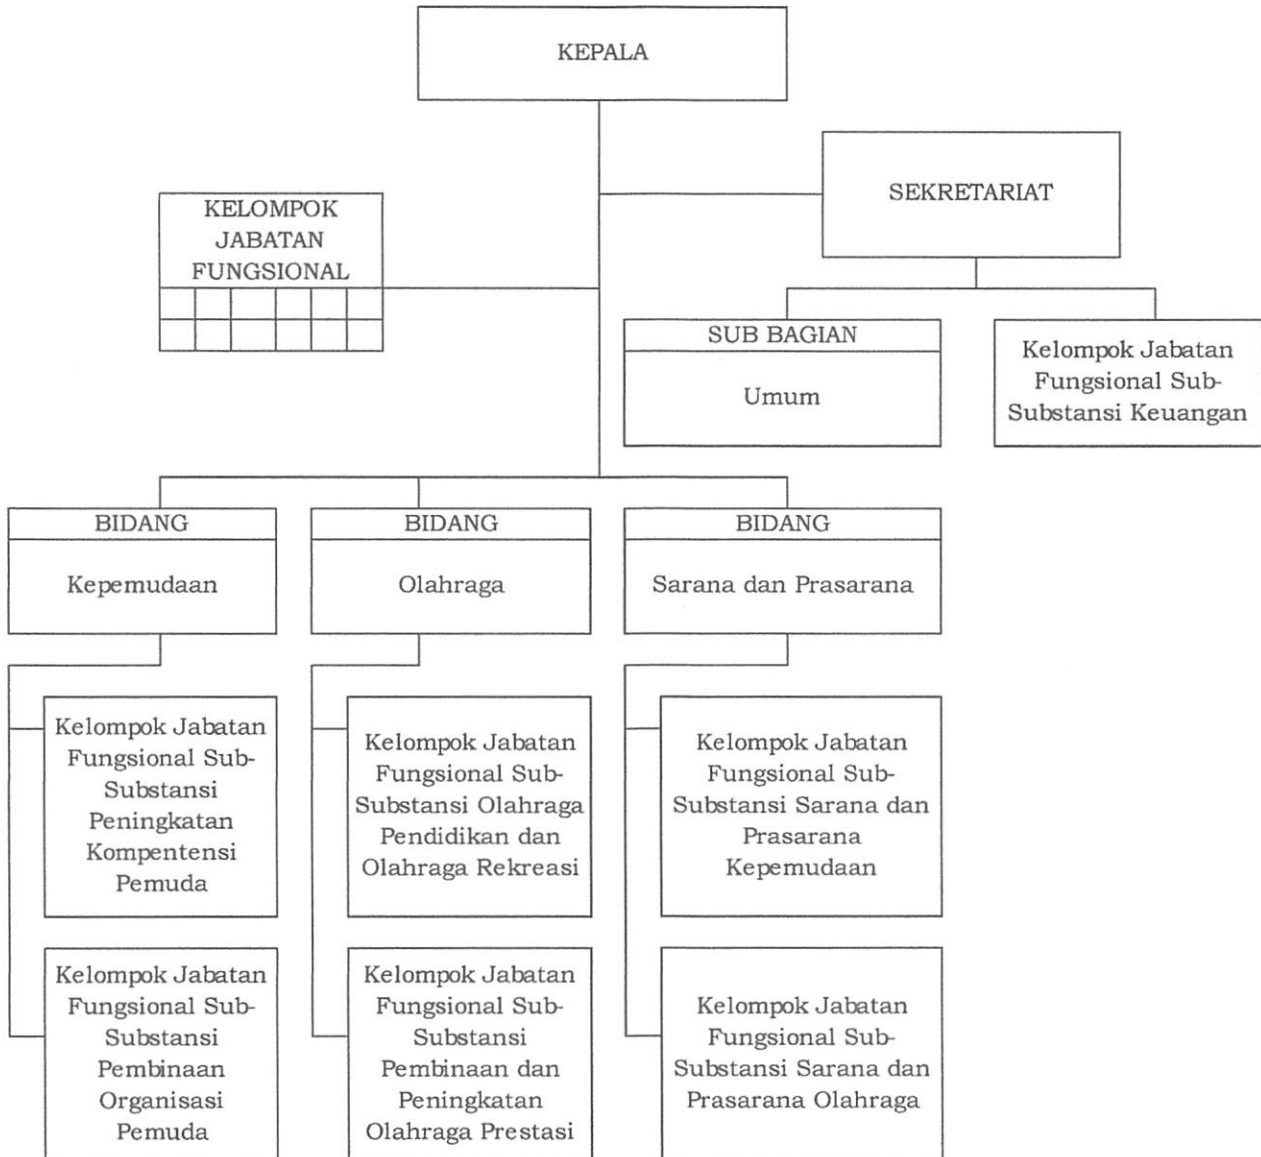 KEPALA
SEKRETARIAT
KELOMPOK
JABATAN
FUNGSIONAL
SUB BAGIAN
Umum
Kelompok Jabatan
Fungsional Sub-
Substansi Keuangan
BIDANG
Kepemudaan
BIDANG
Olahraga
BIDANG
Sarana dan Prasarana
Kelompok Jabatan
Fungsional Sub-
Substansi
Peningkatan
Kompentensi
Pemuda
Kelompok Jabatan
Fungsional Sub-
Substansi Olahraga
Pendidikan dan
Olahraga Rekreasi
Kelompok Jabatan
Fungsional Sub-
Substansi Sarana dan
Prasarana
Kepemudaan
Kelompok Jabatan
Fungsional Sub-
Substansi
Pembinaan
Organisasi
Pemuda
Kelompok Jabatan
Fungsional Sub-
Substansi
Pembinaan dan
Peningkatan
Olahraga Prestasi
Kelompok Jabatan
Fungsional Sub-
Substansi Sarana dan
Prasarana Olahraga